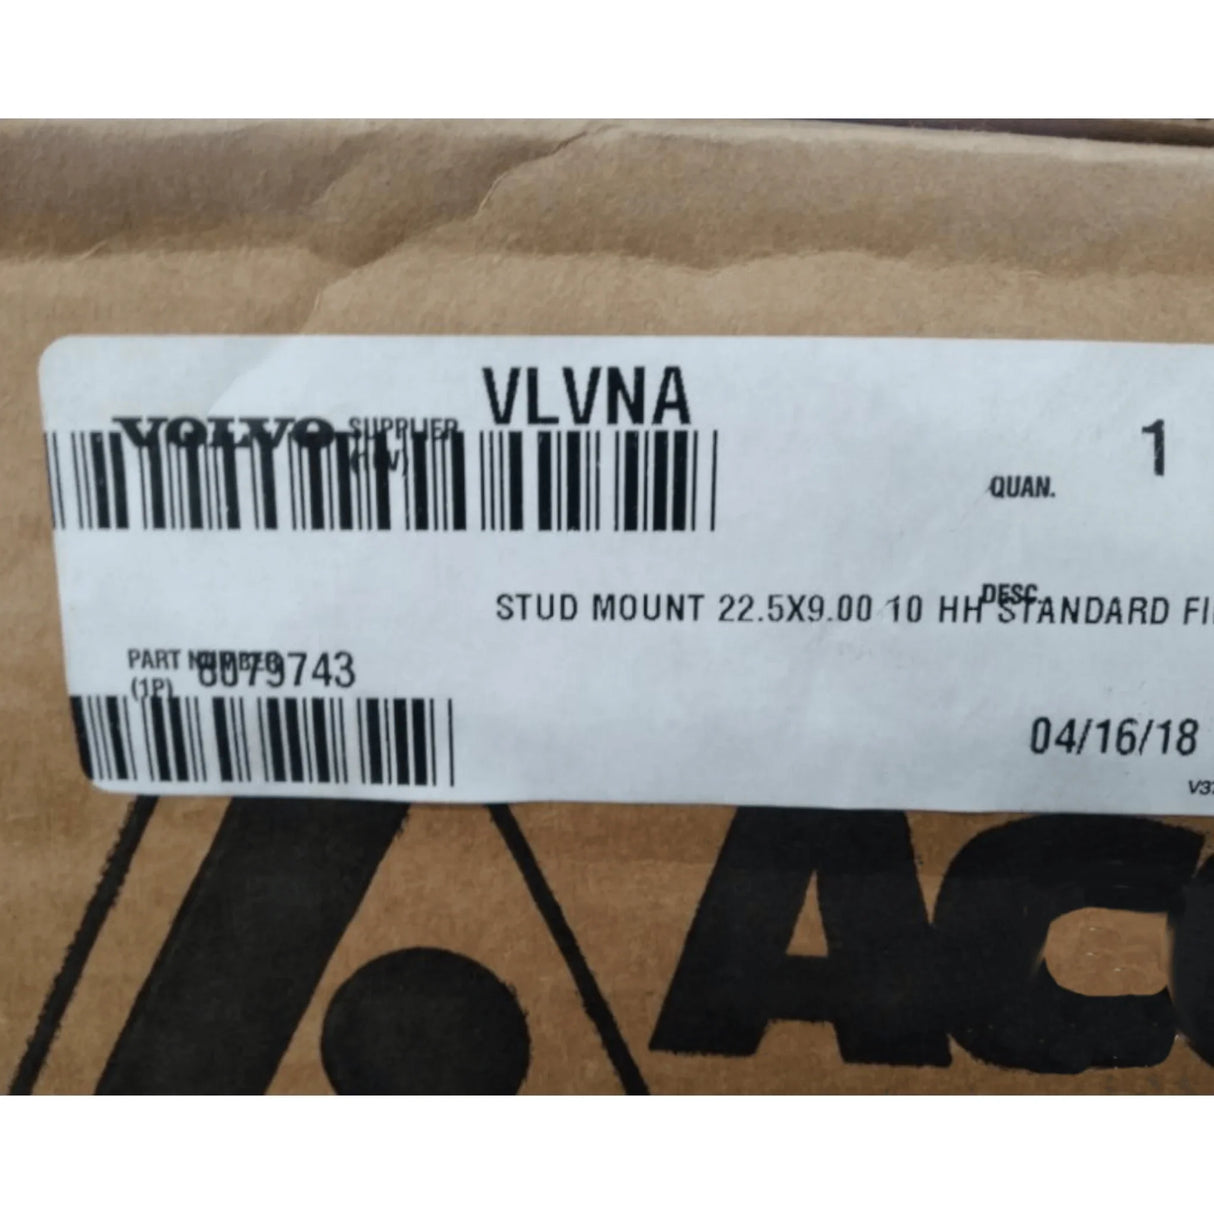 VLVNA
VOLVO SUPPLIER
1
QUAN.
DESC.
STUD MOUNT 22.5X9.00 10 HH STANDARD
PART NUMBER
(1P)
04/16/18